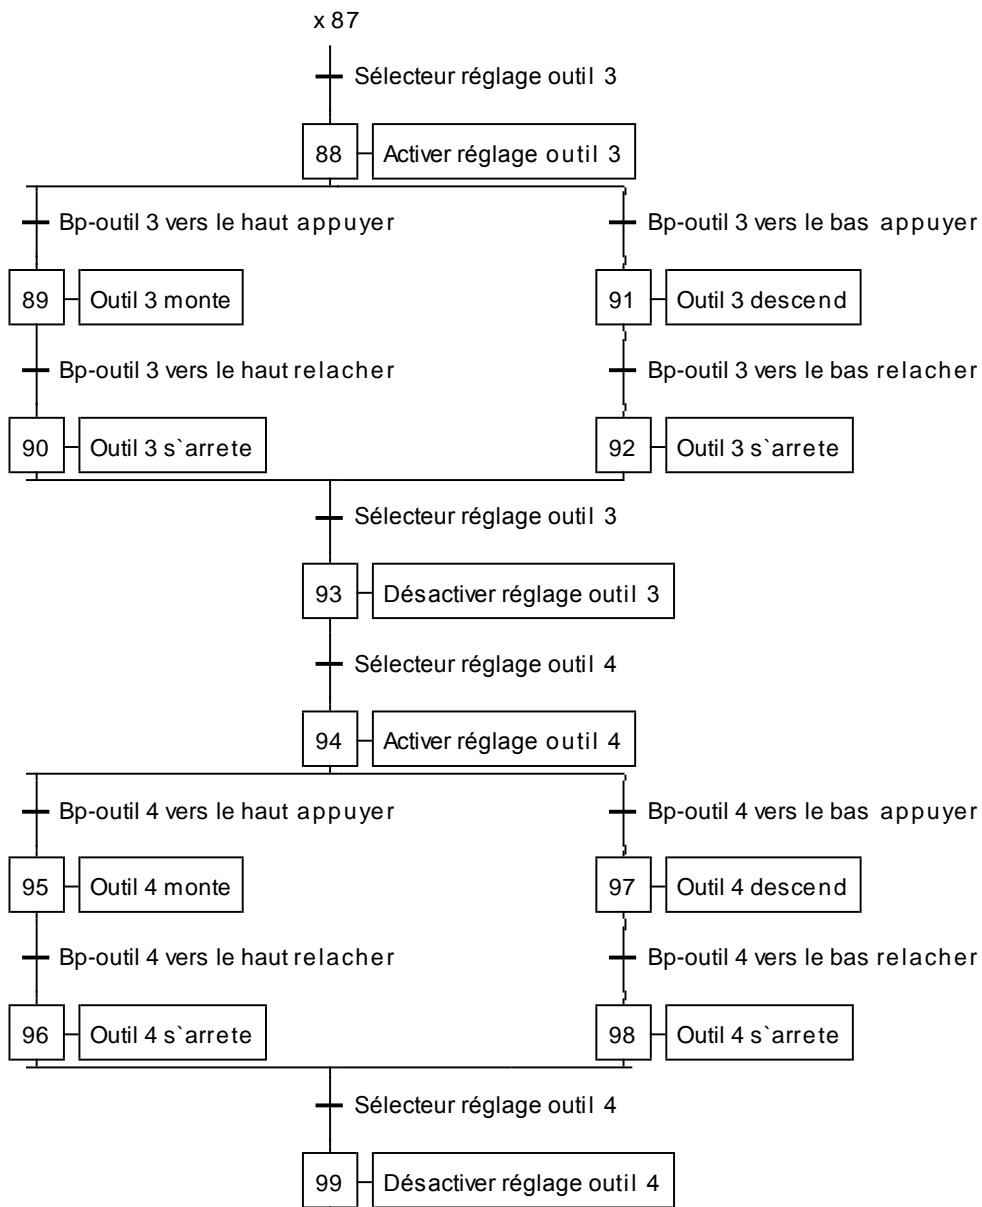 x 87
Sélecteur réglage outil 3
88 Activer réglage outil 3
Bp-outil 3 vers le haut appuyer Bp-outil 3 vers le bas appuyer
89 Outil 3 monte 91 Outil 3 descend
Bp-outil 3 vers le haut relacher Bp-outil 3 vers le bas relacher
90 Outil 3 s`arrete 92 Outil 3 s`arrete
Sélecteur réglage outil 3
93 Désactiver réglage outil 3
Sélecteur réglage outil 4
94 Activer réglage outil 4
Bp-outil 4 vers le haut appuyer Bp-outil 4 vers le bas appuyer
95 Outil 4 monte 97 Outil 4 descend
Bp-outil 4 vers le haut relacher Bp-outil 4 vers le bas relacher
96 Outil 4 s`arrete 98 Outil 4 s`arrete
Sélecteur réglage outil 4
99 Désactiver réglage outil 4